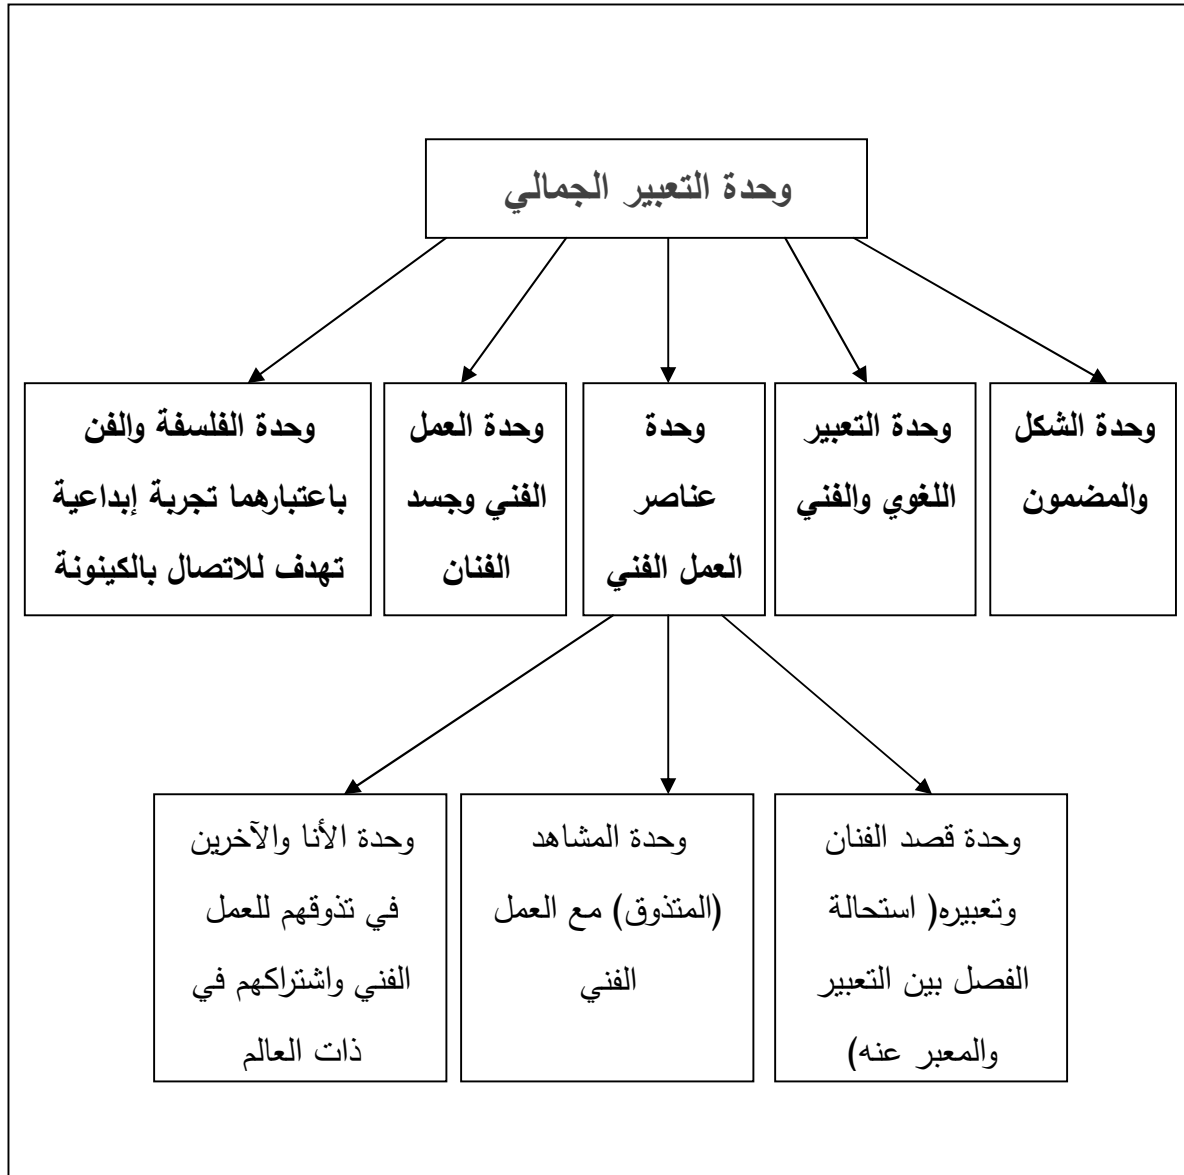 وحدة التعبير الجمالي
وحدة الشكل
والمضمون
وحدة التعبير
اللغوي والفني
وحدة
عناصر
العمل الفني
وحدة العمل
الفني وجسد
الفنان
وحدة الفلسفة والفن
باعتبارهما تجربة إبداعية
تهدف للاتصال بالكينونة
وحدة قصد الفنان
وتعبيره( استحالة
الفصل بين التعبير
والمعبر عنه)
وحدة المشاهد
(المتذوق) مع العمل
الفني
وحدة الأنا والآخرين
في تذوقهم للعمل
الفني واشتراكهم في
ذات العالم